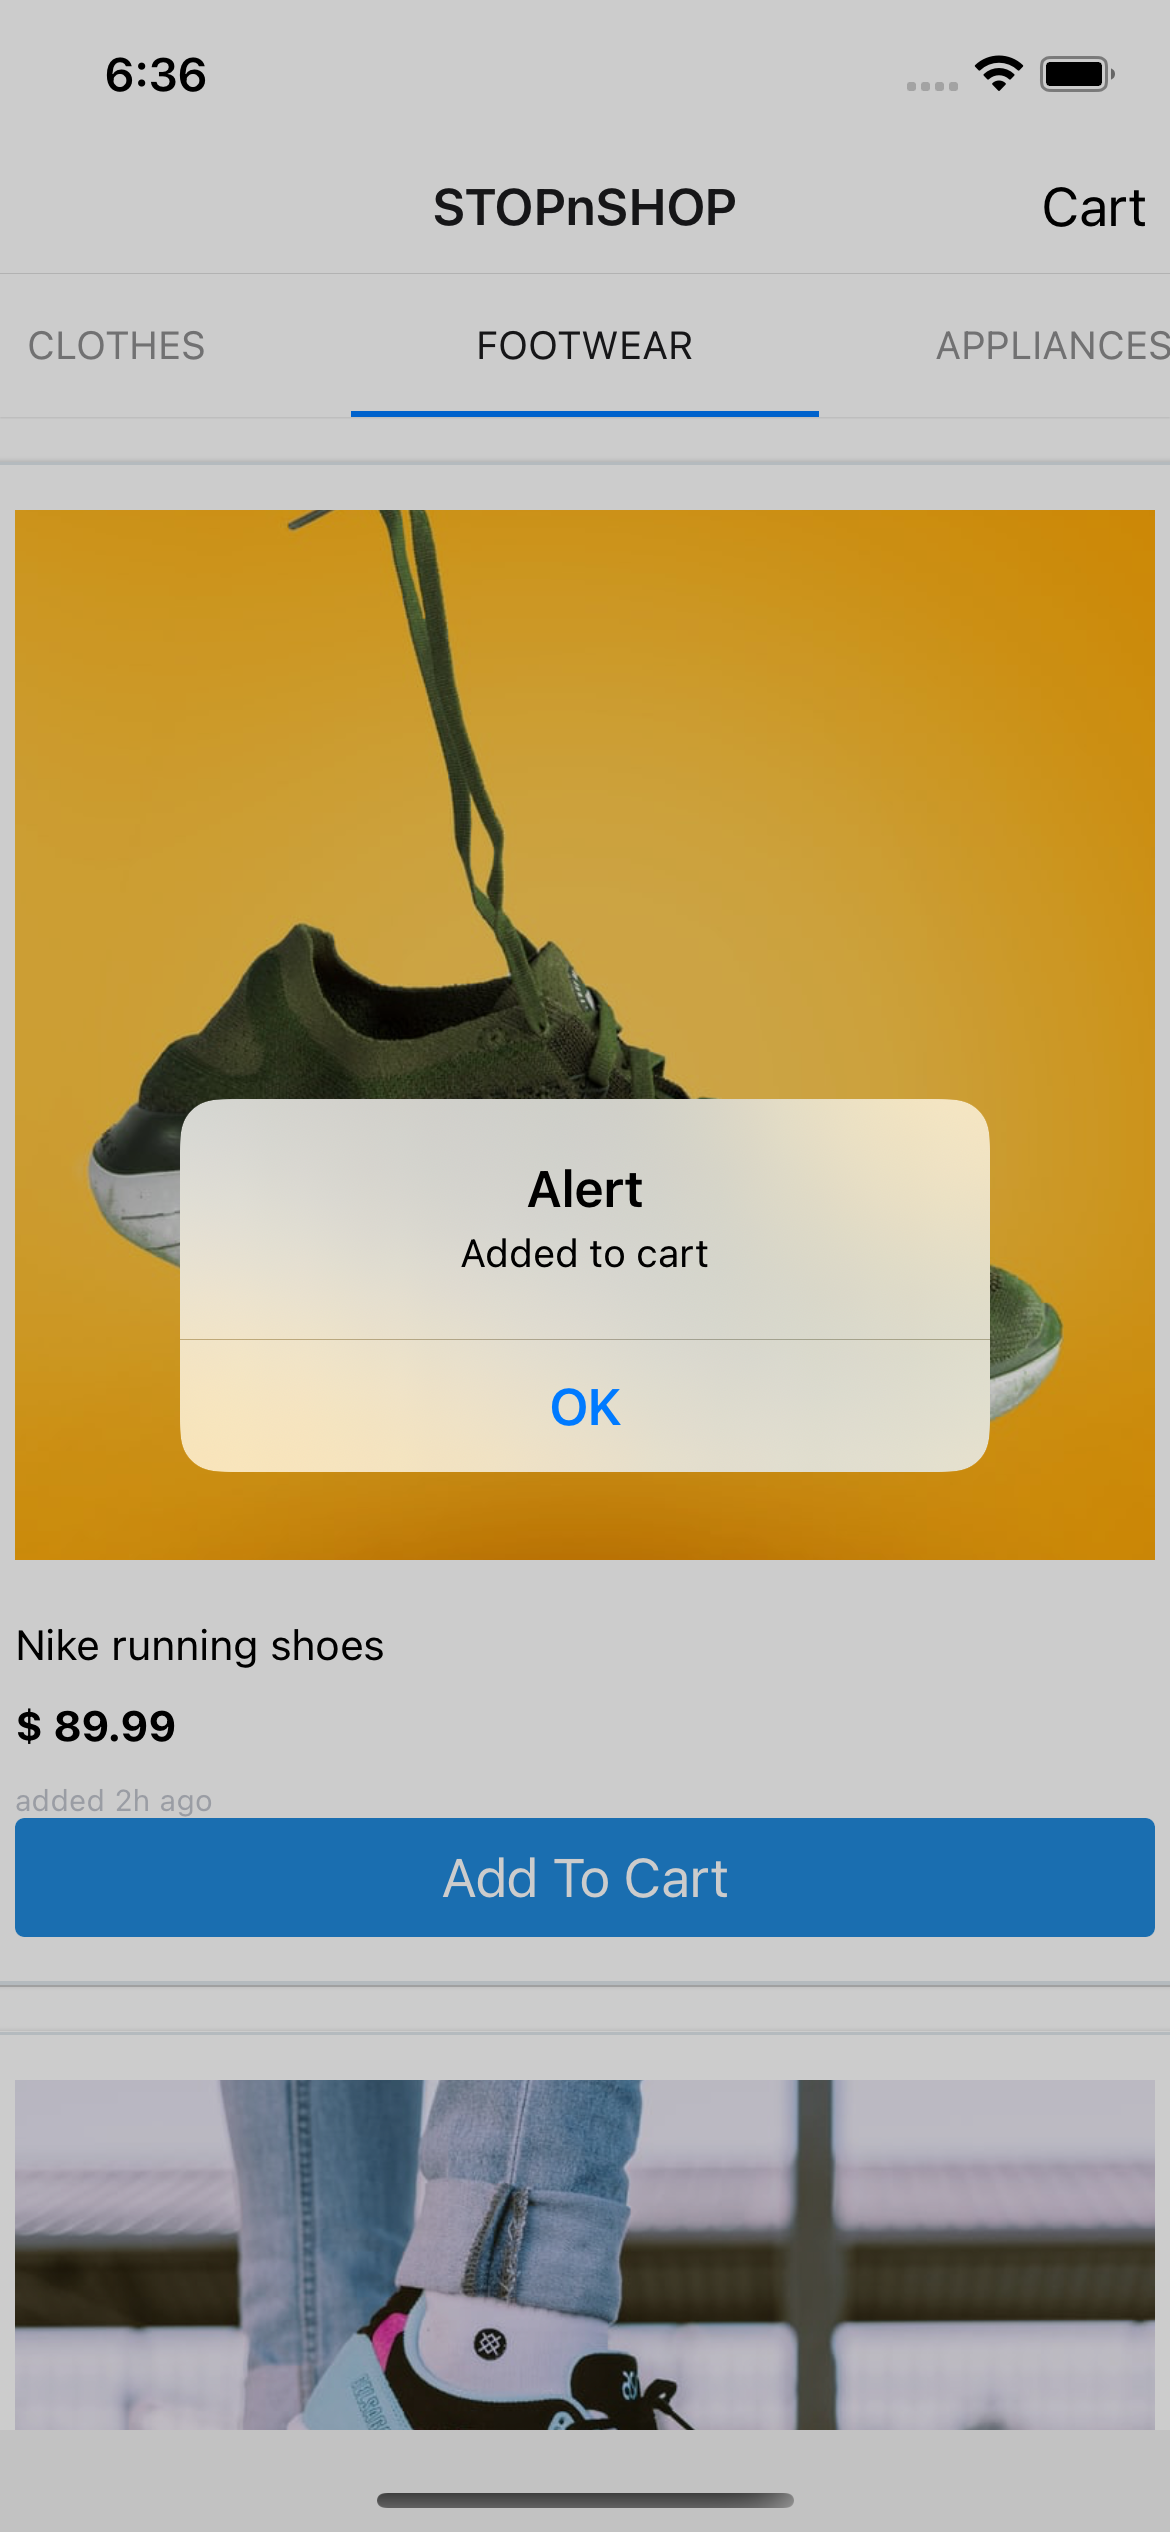 6:36
STOPnSHOP
Cart
CLOTHES
FOOTWEAR
APPLIANCES
Alert
Added to cart
OK
Nike running shoes
$ 89.99
added 2h ago
Add To Cart